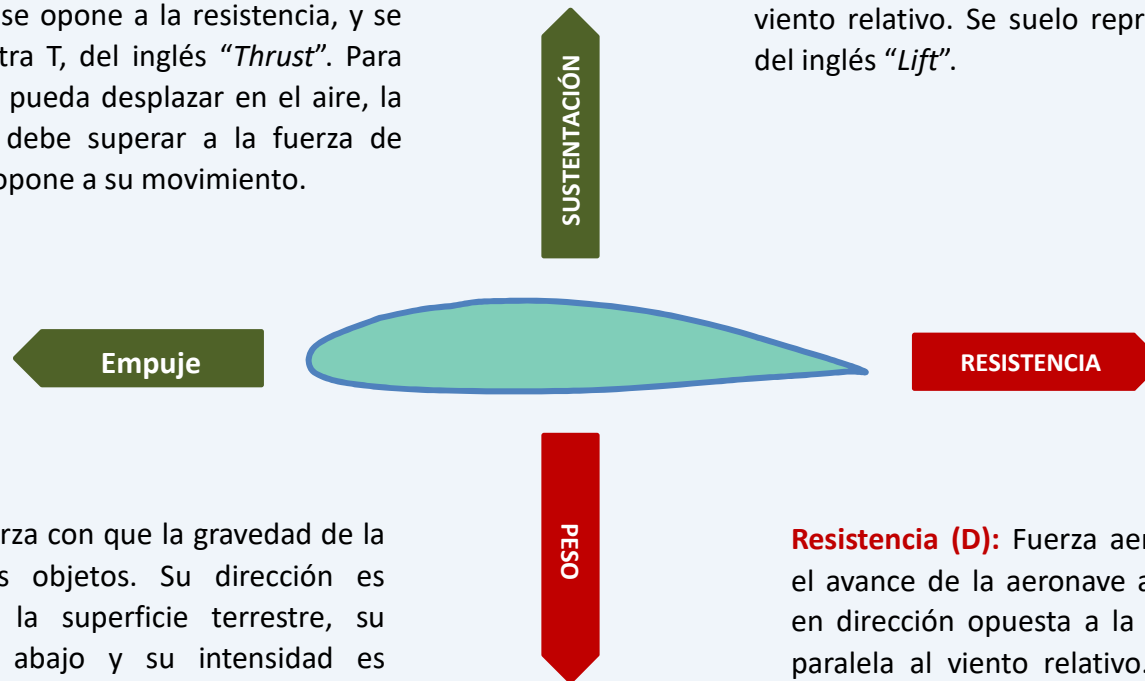 se opone a la resistencia, y se
tra T, del inglés “Thrust”. Para
pueda desplazar en el aire, la
debe superar a la fuerza de
opone a su movimiento.
viento relativo. Se suelo repr
del inglés “Lift”.
SUSTENTACIÓN
Empuje
RESISTENCIA
PESO
rza con que la gravedad de la
s objetos. Su dirección es
la superficie terrestre, su
abajo y su intensidad es
Resistencia (D): Fuerza aer
el avance de la aeronave a
en dirección opuesta a la
paralela al viento relativo.